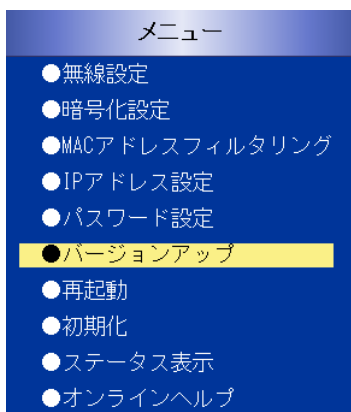 メニュー
●無線設定
●暗号化設定
●MACアドレスフィルタリング
●IPアドレス設定
●パスワード設定
●バージョンアップ
●再起動
●初期化
●ステータス表示
●オンラインヘルプ